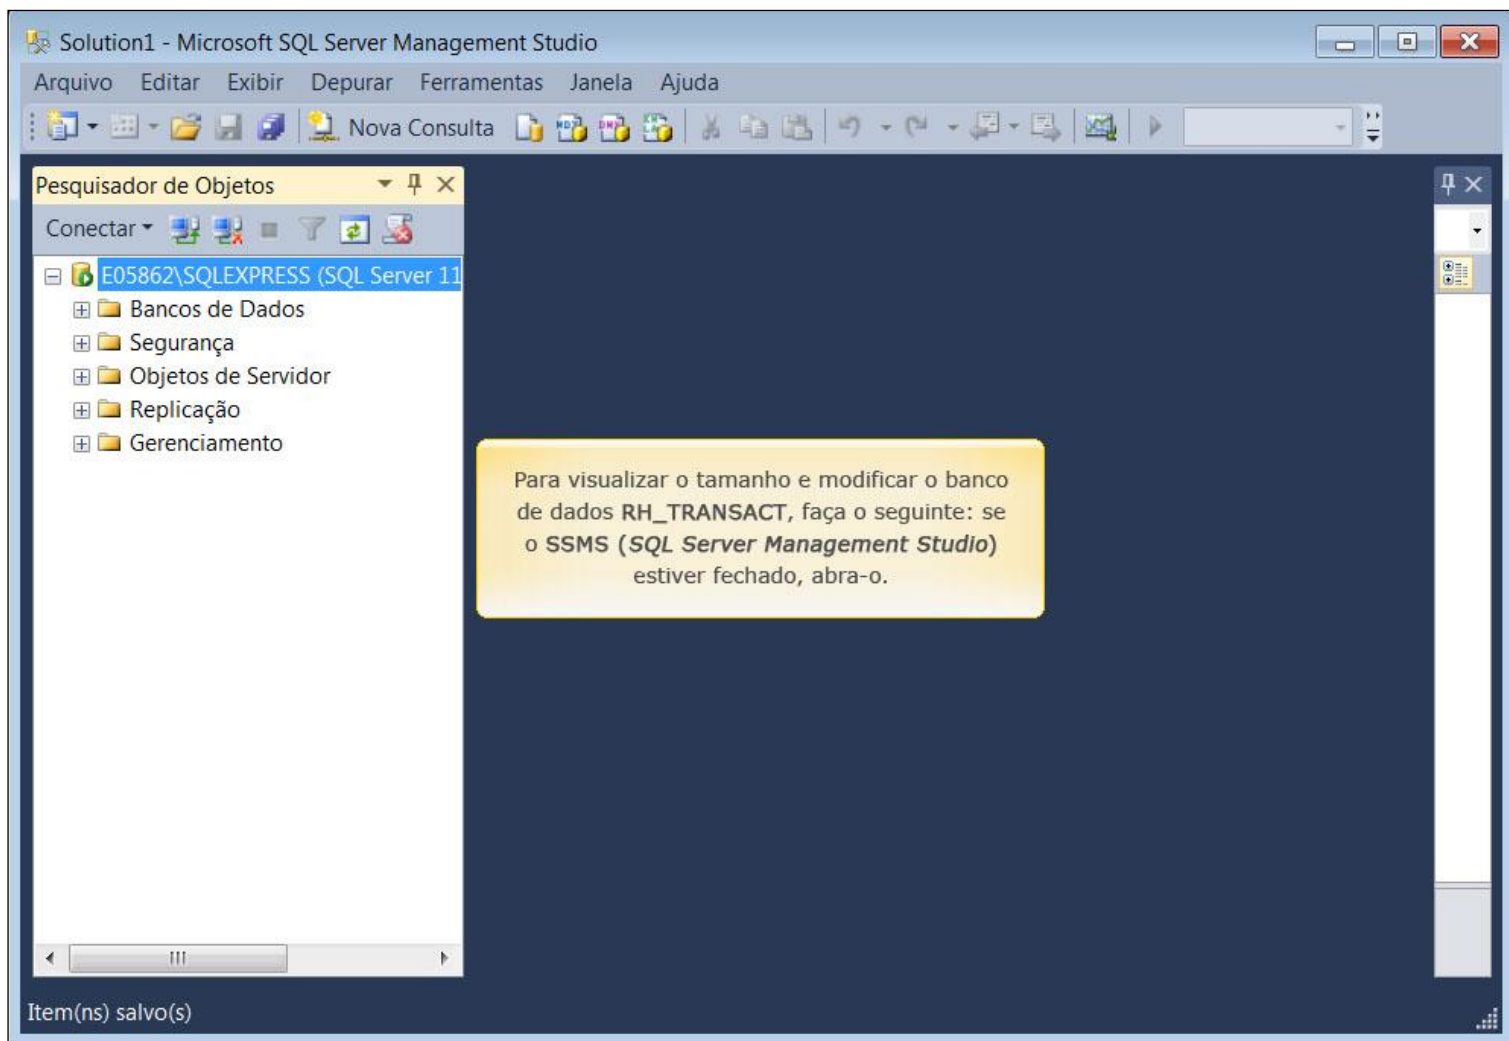 Solution1 - Microsoft SQL Server Management Studio
Arquivo Editar Exibir Depurar Ferramentas Janela Ajuda
Nova Consulta
Pesquisador de Objetos
Conectar
E05862\SQLEXPRESS (SQL Server 11
Bancos de Dados
Segurança
Objetos de Servidor
Replicação
Gerenciamento
Para visualizar o tamanho e modificar o banco
de dados RH_TRANSACT, faça o seguinte: se
o SSMS (SQL Server Management Studio)
estiver fechado, abra-o.
Item(ns) salvo(s)